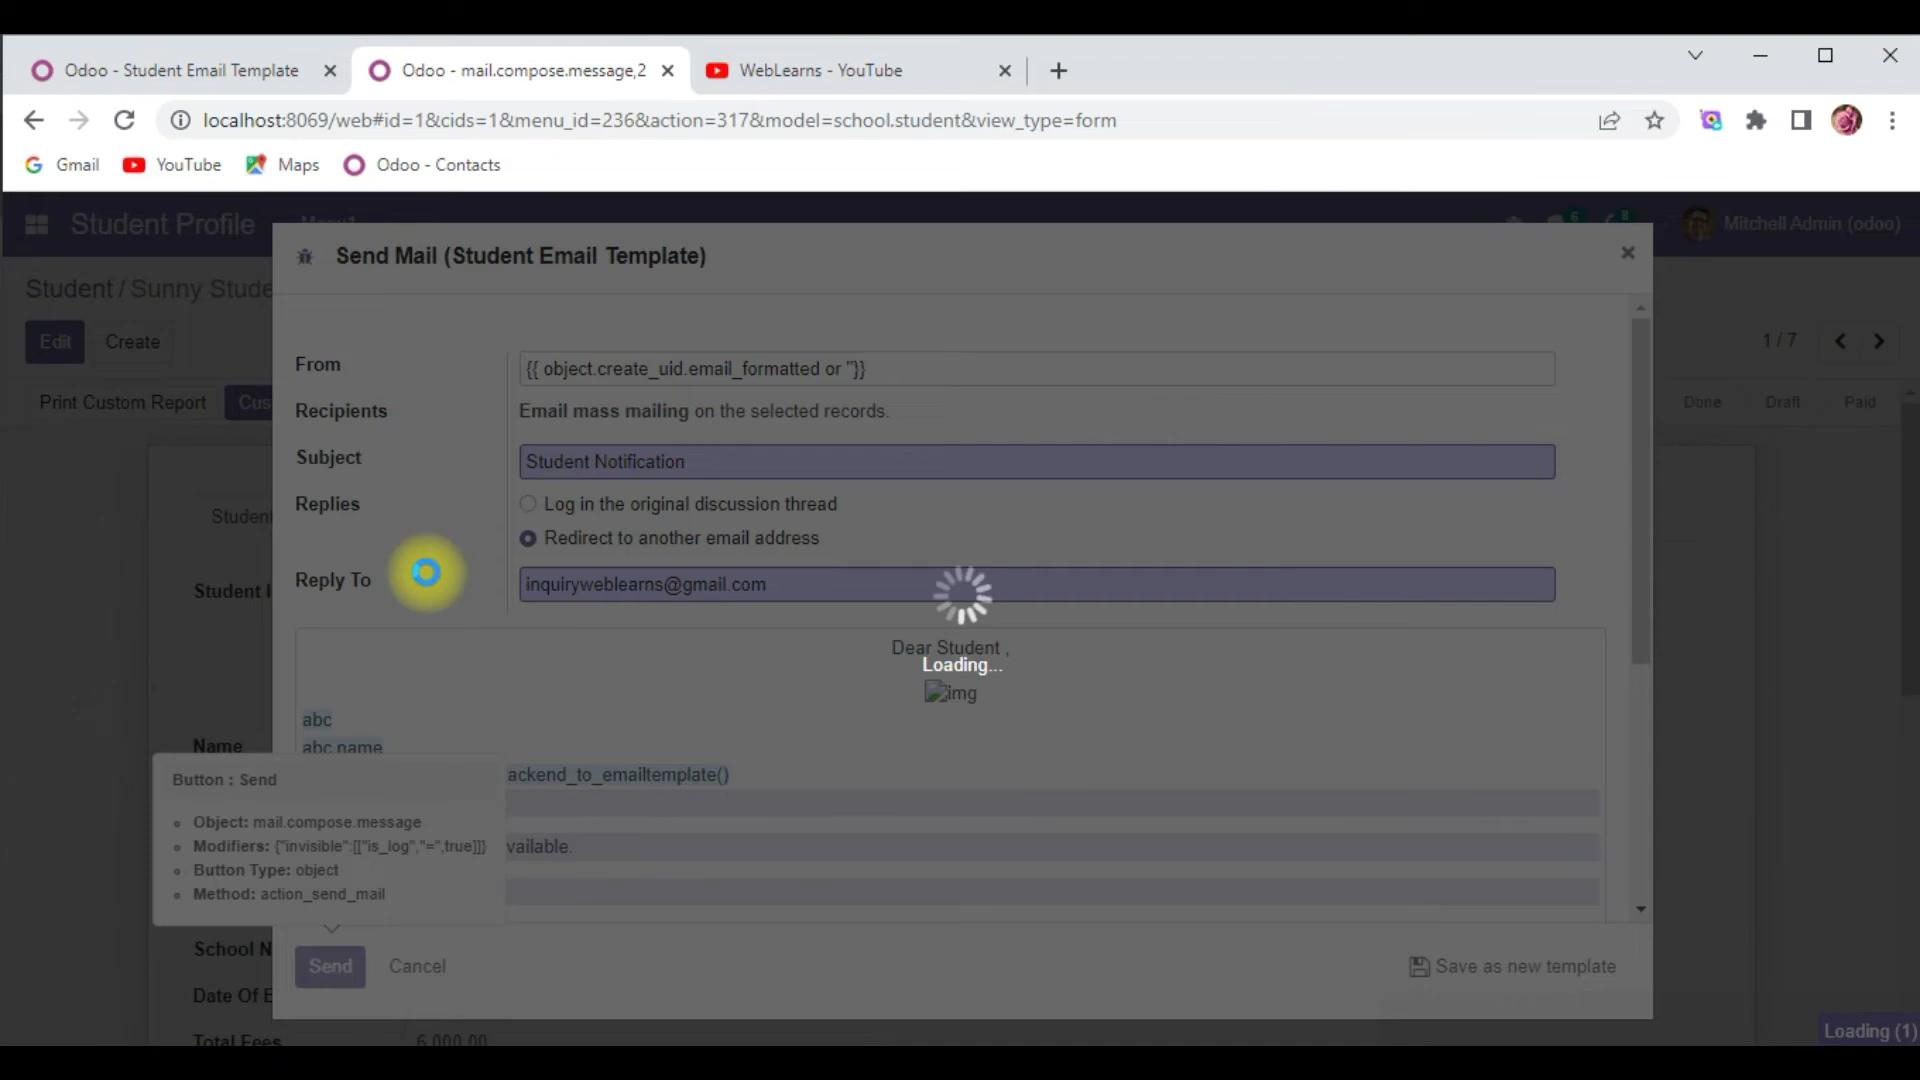 Odoo - Student Email Template
Odoo - mail.compose.message,2
WebLearns - YouTube
localhost:8069/web#id=1&cids=1&menu_id=236&action=317&model=school.student&view_type=form
Gmail
YouTube
Maps
Odoo - Contacts
Student Profile
6
8
Mitchell Admin (odoo)
Send Mail (Student Email Template)
Student / Sunny Stude
Edit
Create
1 / 7
From
{{ object.create_uid.email_formatted or ''}}
Print Custom Report
Cus
Recipients
Email mass mailing on the selected records.
Done
Draft
Paid
Subject
Student Notification
Replies
Log in the original discussion thread
Student
Redirect to another email address
Reply To
inquiryweblearns@gmail.com
Student I
Dear Student ,
Loading...
img
abc
Name
abc name
ackend_to_emailtemplate()
Button : Send
Object: mail.compose.message
Modifiers: {"invisible":[["is_log","=",true]]}
vailable.
Button Type: object
Method: action_send_mail
School N
Send
Cancel
Save as new template
Date Of
Total Fees
6,000.00
Loading (1)